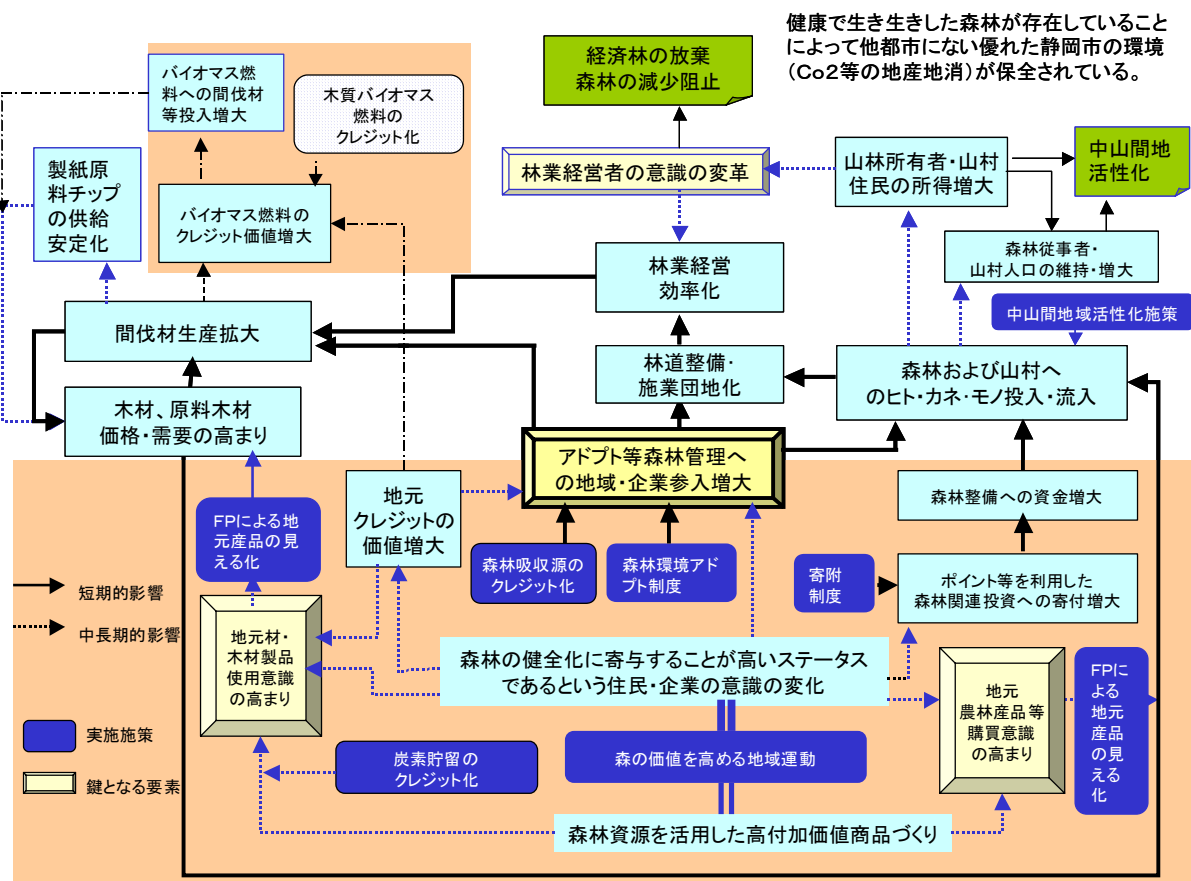 健康で生き生きした森林が存在していること
によって他都市にない優れた静岡市の環境
（Co2等の地産地消）が保全されている。
経済林の放棄
森林の減少阻止
バイオマス燃
料への間伐材
等投入増大
木質バイオマス
燃料の
クレジット化
製紙原
料チップ
の供給
安定化
バイオマス燃料の
クレジット価値増大
林業経営者の意識の変革
山林所有者・山村
住民の所得増大
中山間地
活性化
森林従事者・
山村人口の維持・増大
林業経営
効率化
中山間地域活性化施策
間伐材生産拡大
林道整備・
施業団地化
森林および山村へ
のヒト・カネ・モノ投入・流入
木材、原料木材
価格・需要の高まり
アドプト等森林管理へ
の地域・企業参入増大
地元
クレジットの
価値増大
森林整備への資金増大
FPによる地
元産品の見
える化
森林吸収源の
クレジット化
森林環境アド
プト制度
寄附
制度
ポイント等を利用した
森林関連投資への寄付増大
短期的影響
中長期的影響
地元材・
木材製品
使用意識
の高まり
森林の健全化に寄与することが高いステータス
であるという住民・企業の意識の変化
地元
農林産品等
購買意識
の高まり
FPに
よる
地元
産品
の見
える
化
実施施策
鍵となる要素
炭素貯留の
クレジット化
森の価値を高める地域運動
森林資源を活用した高付加価値商品づくり